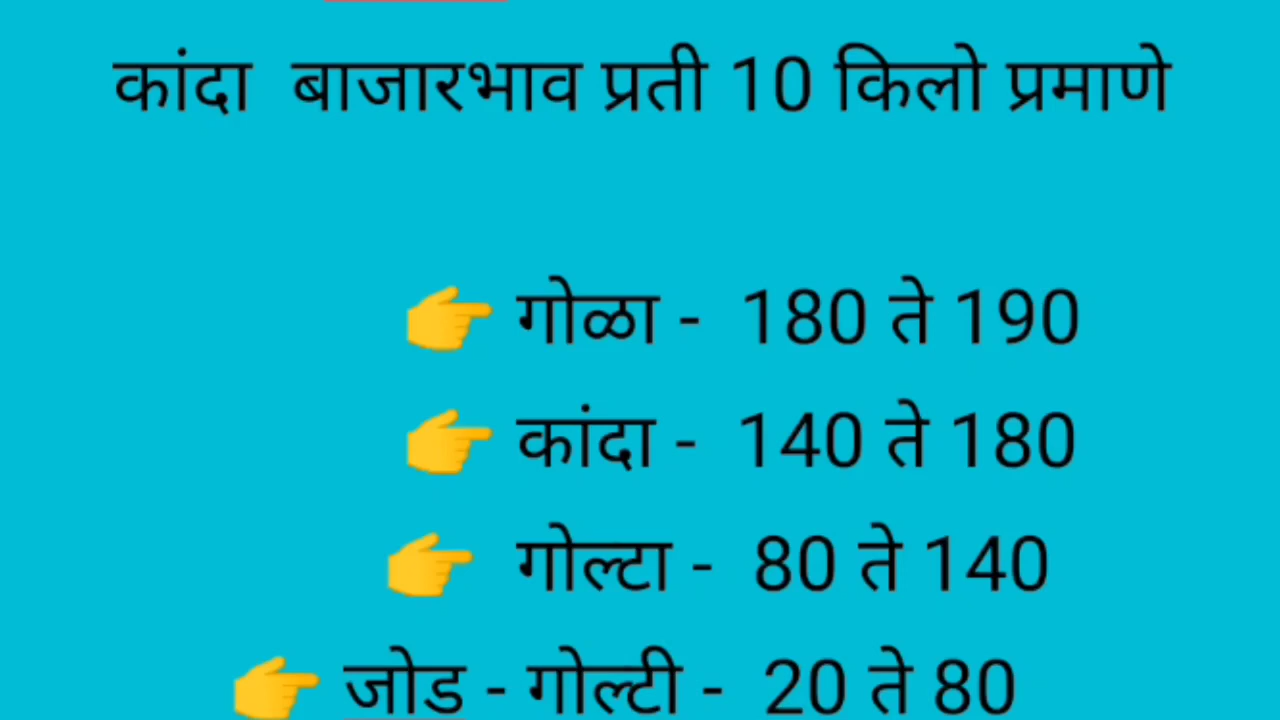 कांदा बाजारभाव प्रती 10 किलो प्रमाणे
👉 गोळा - 180 ते 190
👉 कांदा - 140 ते 180
👉 गोल्टा - 80 ते 140
👉 जोड - गोल्टी - 20 ते 80